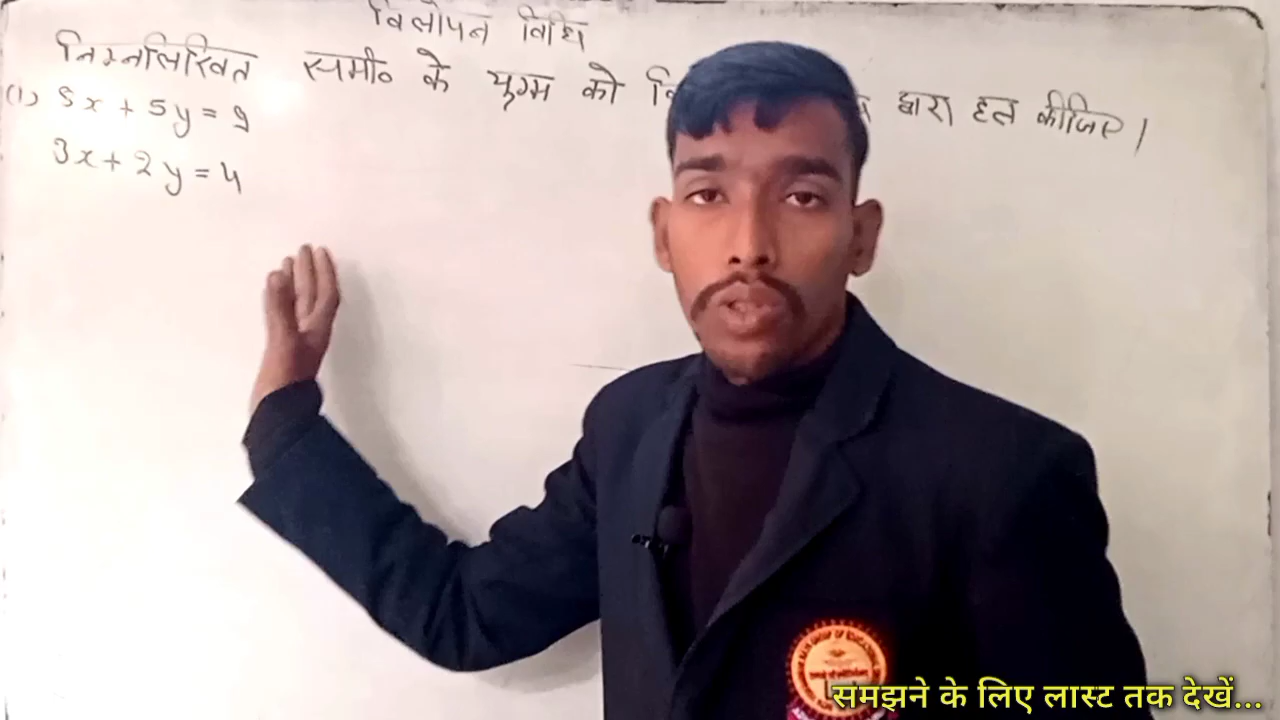 विलोपन विधि
निम्नलिखित समी० के युग्म को वि द्वारा हल कीजिए।
(1) 8x + 5y = 9
3x + 2y = 4
समझने के लिए लास्ट तक देखें...